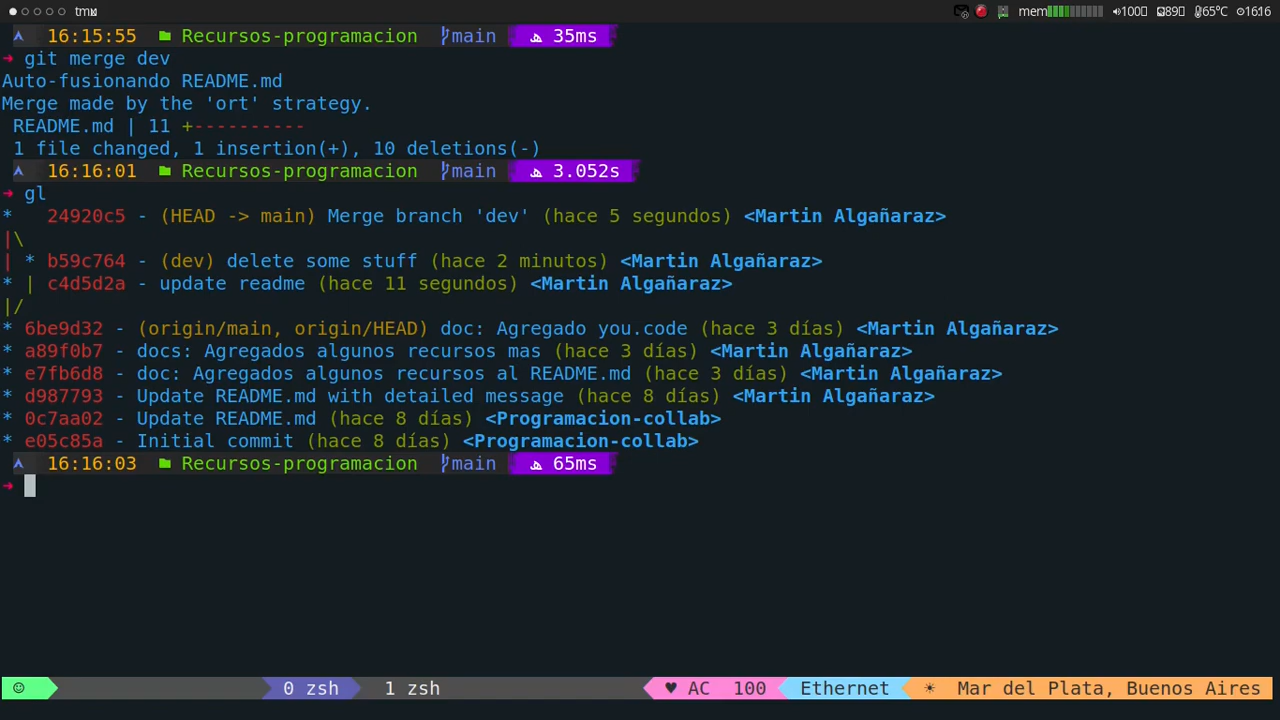 tmux
mem 100 89 65°C 16:16
16:15:55 Recursos-programacion main 35ms
➜ git merge dev
Auto-fusionando README.md
Merge made by the 'ort' strategy.
README.md | 11 +----------
1 file changed, 1 insertion(+), 10 deletions(-)
16:16:01 Recursos-programacion main 3.052s
➜ gl
*   24920c5 - (HEAD -> main) Merge branch 'dev' (hace 5 segundos) <Martin Algañaraz>
|\
| * b59c764 - (dev) delete some stuff (hace 2 minutos) <Martin Algañaraz>
* | c4d5d2a - update readme (hace 11 segundos) <Martin Algañaraz>
|/
* 6be9d32 - (origin/main, origin/HEAD) doc: Agregado you.code (hace 3 días) <Martin Algañaraz>
* a89f0b7 - docs: Agregados algunos recursos mas (hace 3 días) <Martin Algañaraz>
* e7fb6d8 - doc: Agregados algunos recursos al README.md (hace 3 días) <Martin Algañaraz>
* d987793 - Update README.md with detailed message (hace 8 días) <Martin Algañaraz>
* 0c7aa02 - Update README.md (hace 8 días) <Programacion-collab>
* e05c85a - Initial commit (hace 8 días) <Programacion-collab>
16:16:03 Recursos-programacion main 65ms
➜
☺ 0 zsh 1 zsh ♥ AC 100 Ethernet ☀ Mar del Plata, Buenos Aires